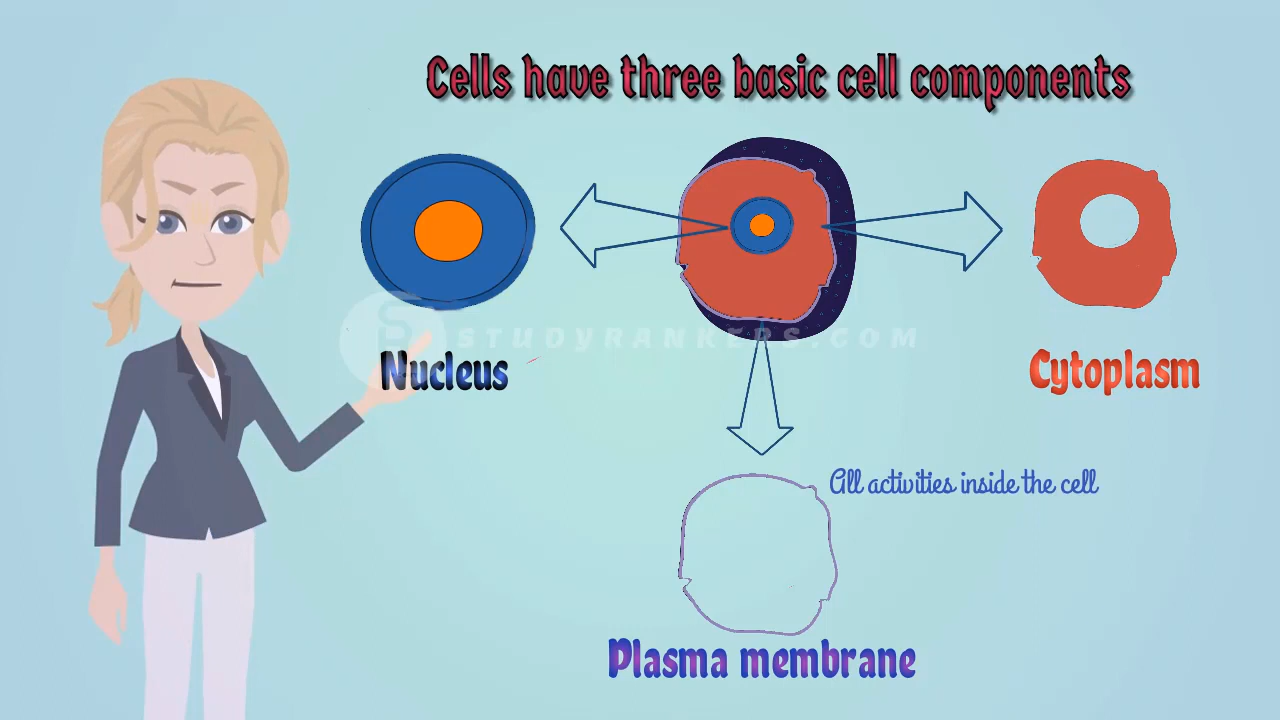 Cells have three basic cell components
S STUDYRANKERS.COM
Nucleus
Cytoplasm
All activities inside the cell
Plasma membrane